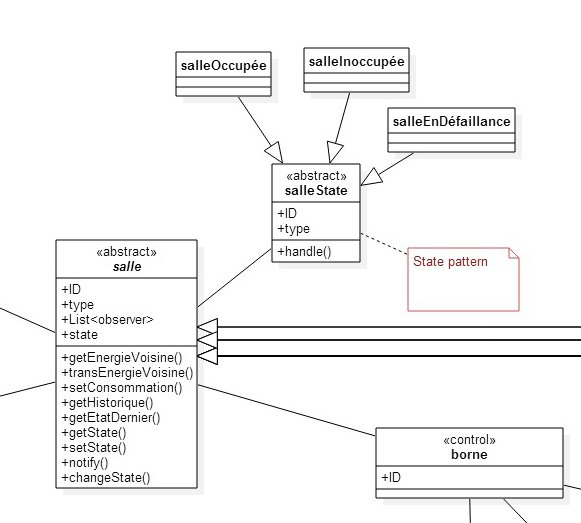 salleOccupée
salleInoccupée
salleEnDéfaillance
«abstract»
salleState
+ID
+type
+handle()
State pattern
«abstract»
salle
+ID
+type
+List<observer>
+state
+getEnergieVoisine()
+transEnergieVoisine()
+setConsommation()
+getHistorique()
+getEtatDernier()
+getState()
+setState()
+notify()
+changeState()
«control»
borne
+ID